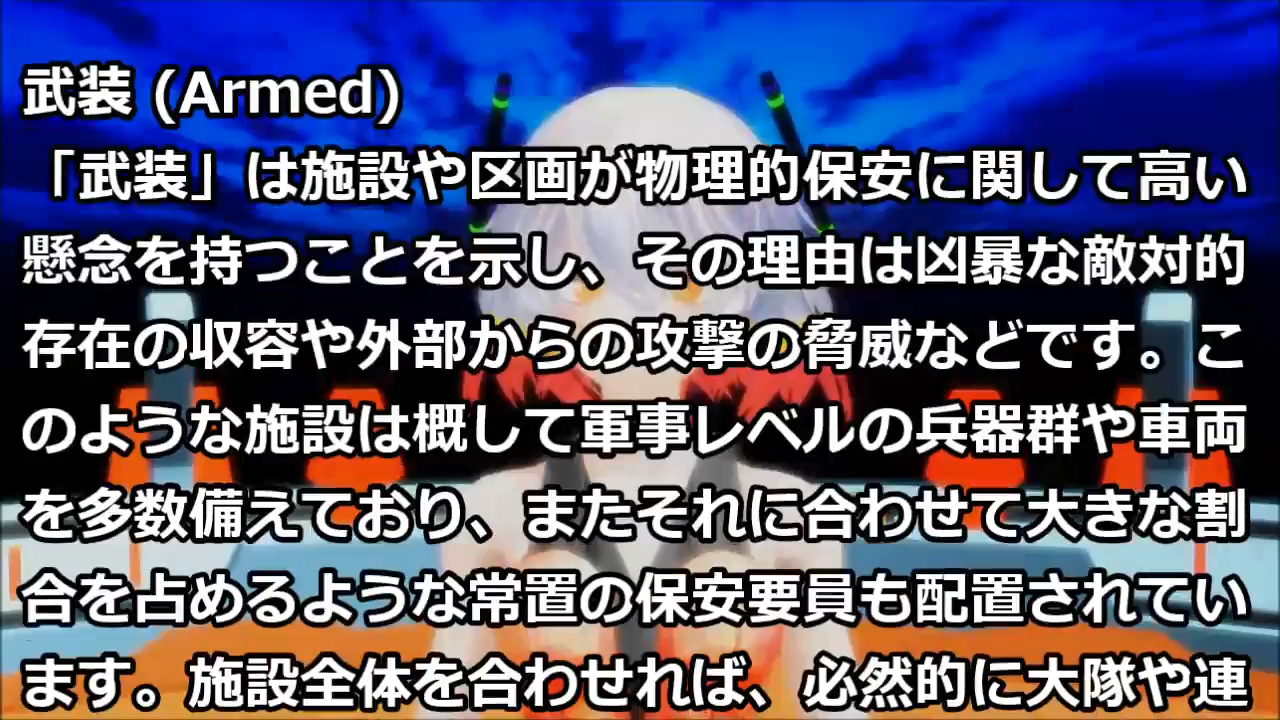 武装 (Armed)
「武装」は施設や区画が物理的保安に関して高い
懸念を持つことを示し、その理由は凶暴な敵対的
存在の収容や外部からの攻撃の脅威などです。こ
のような施設は概して軍事レベルの兵器群や車両
を多数備えており、またそれに合わせて大きな割
合を占めるような常置の保安要員も配置されてい
ます。施設全体を合わせれば、必然的に大隊や連